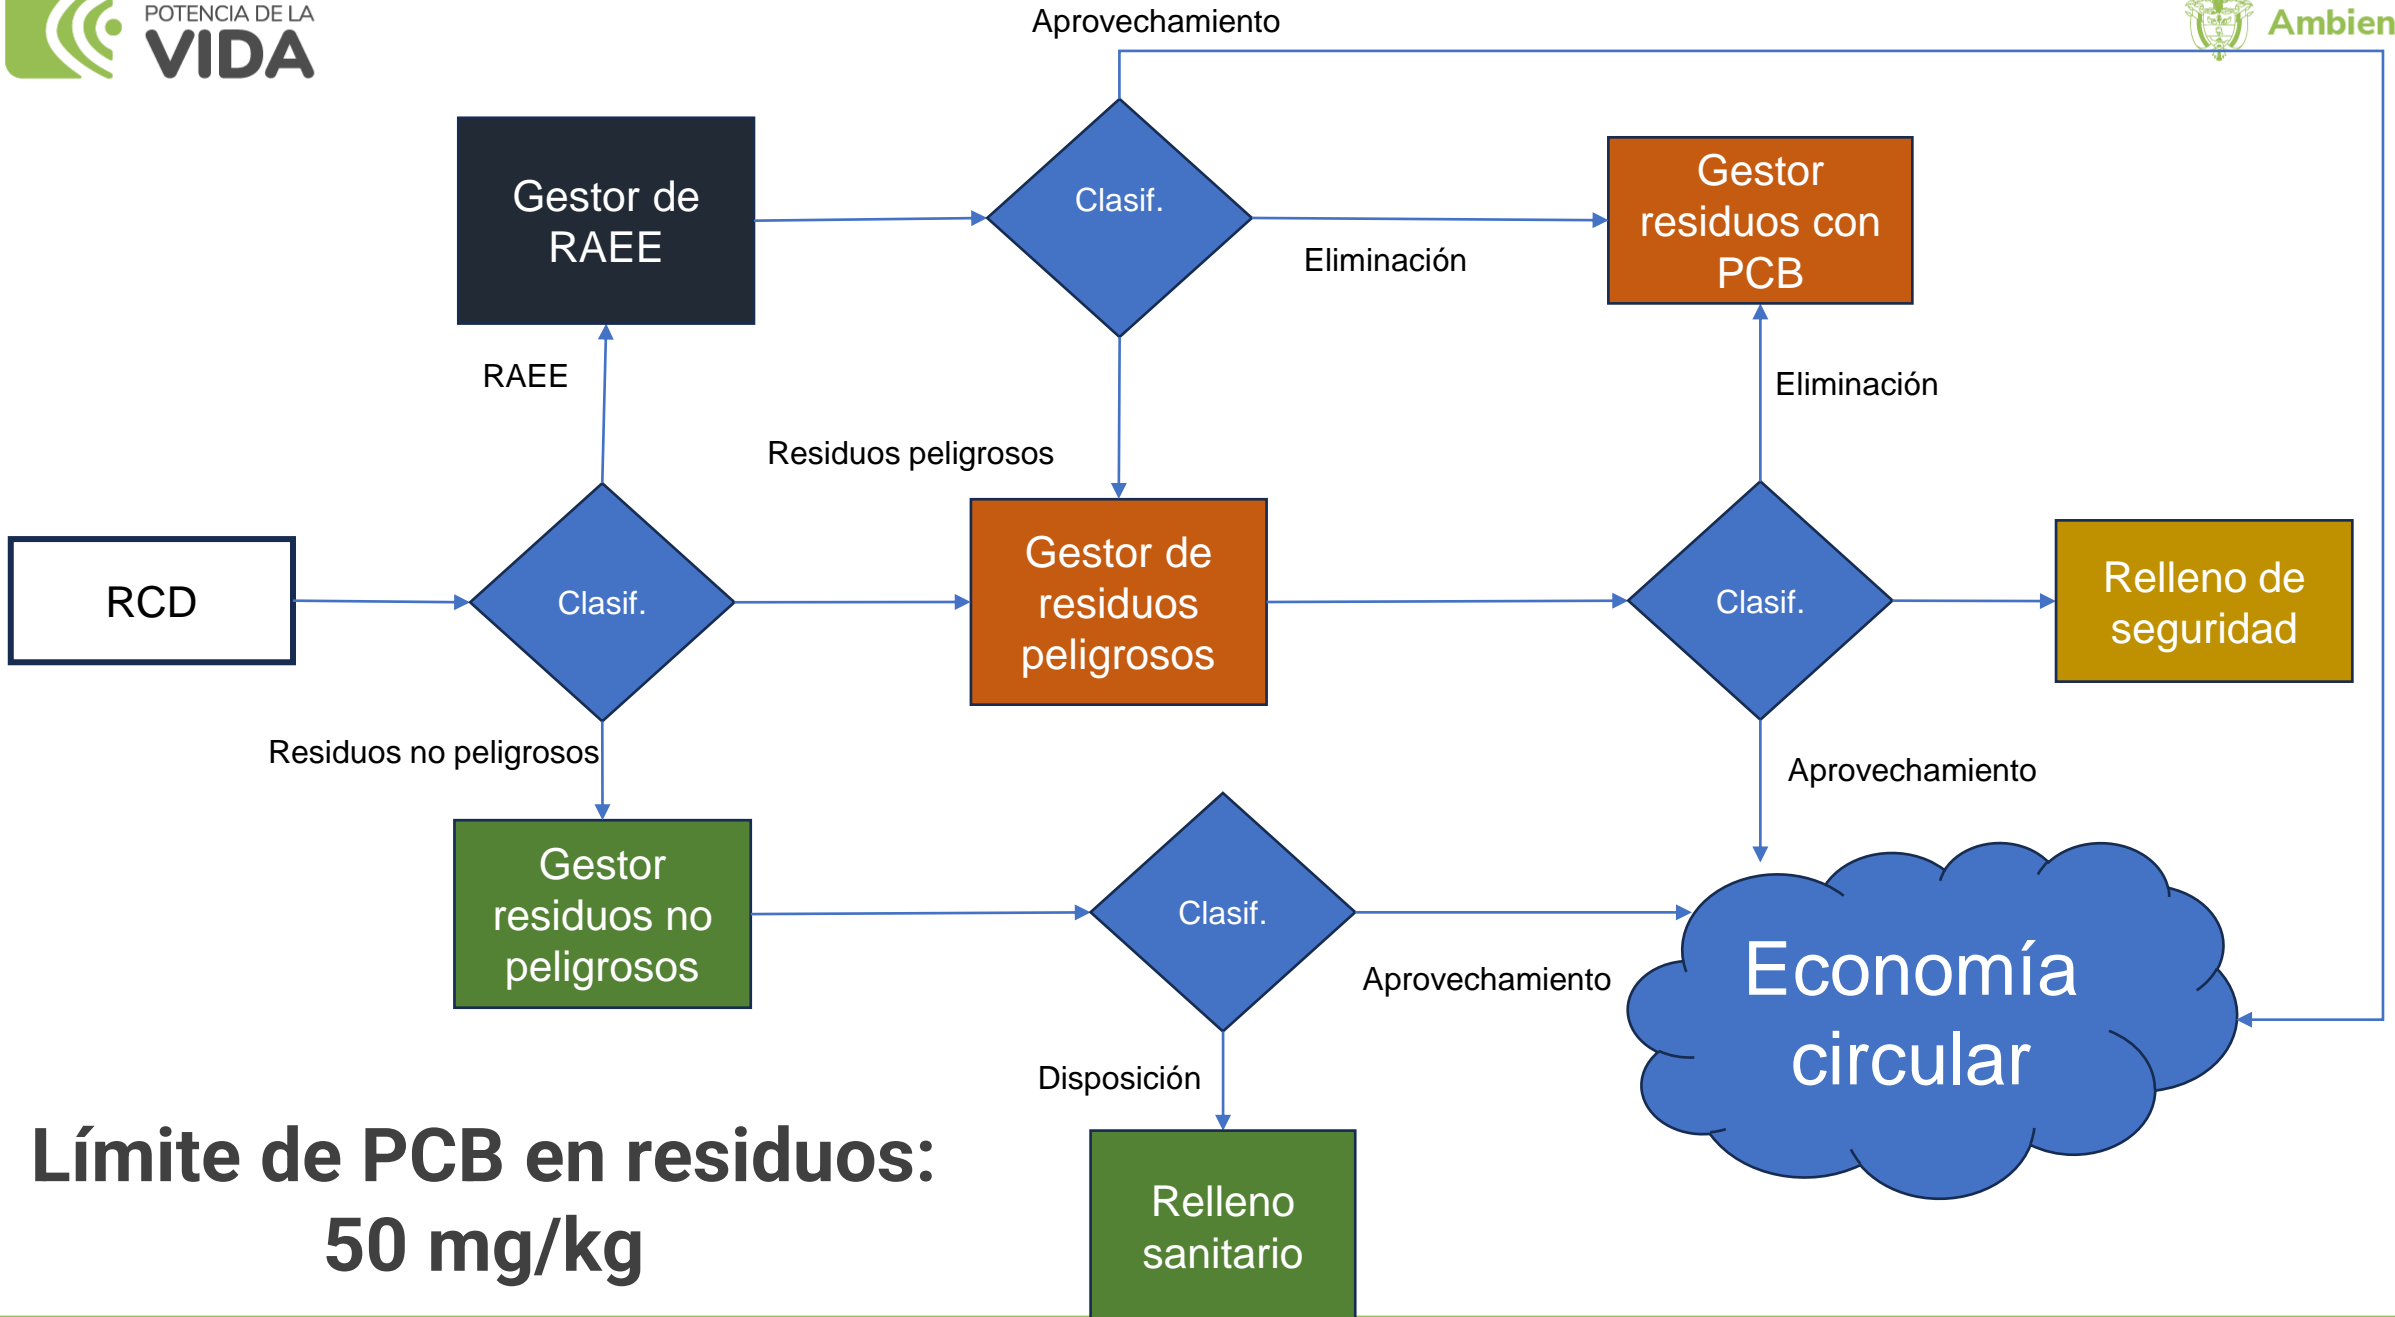 POTENCIA DE LA
VIDA
Aprovechamiento
Ambien
Gestor de
RAEE
Clasif.
Eliminación
Gestor
residuos con
PCB
RAEE
Eliminación
Residuos peligrosos
RCD
Clasif.
Gestor de
residuos
peligrosos
Clasif.
Relleno de
seguridad
Residuos no peligrosos
Aprovechamiento
Gestor
residuos no
peligrosos
Clasif.
Aprovechamiento
Economía
circular
Disposición
Límite de PCB en residuos:
50 mg/kg
Relleno
sanitario